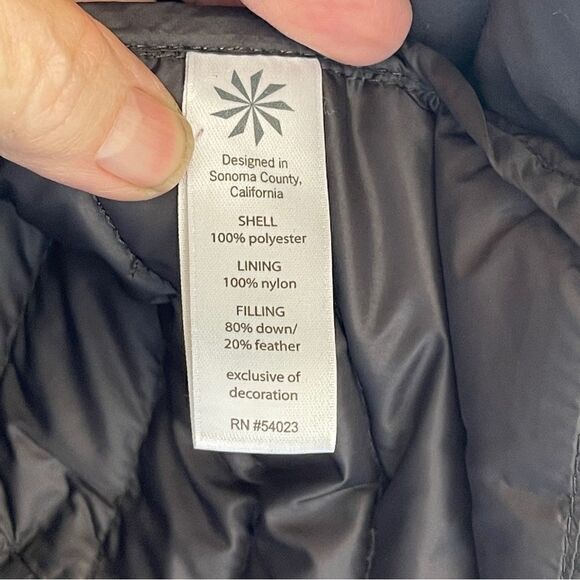 Designed in
Sonoma County,
California
SHELL
100% polyester
LINING
100% nylon
FILLING
80% down/
20% feather
exclusive of
decoration
RN #54023